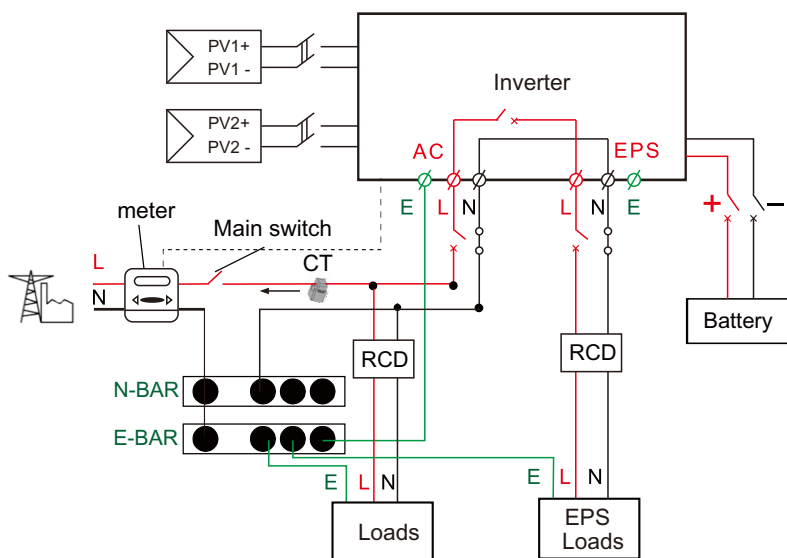 PV1+
PV1 -
PV2+
PV2 -
Inverter
AC
EPS
E
L
N
L
N
E
+
−
meter
Main switch
CT
L
N
Battery
RCD
RCD
N-BAR
E-BAR
E
L
N
E
L
N
Loads
EPS
Loads